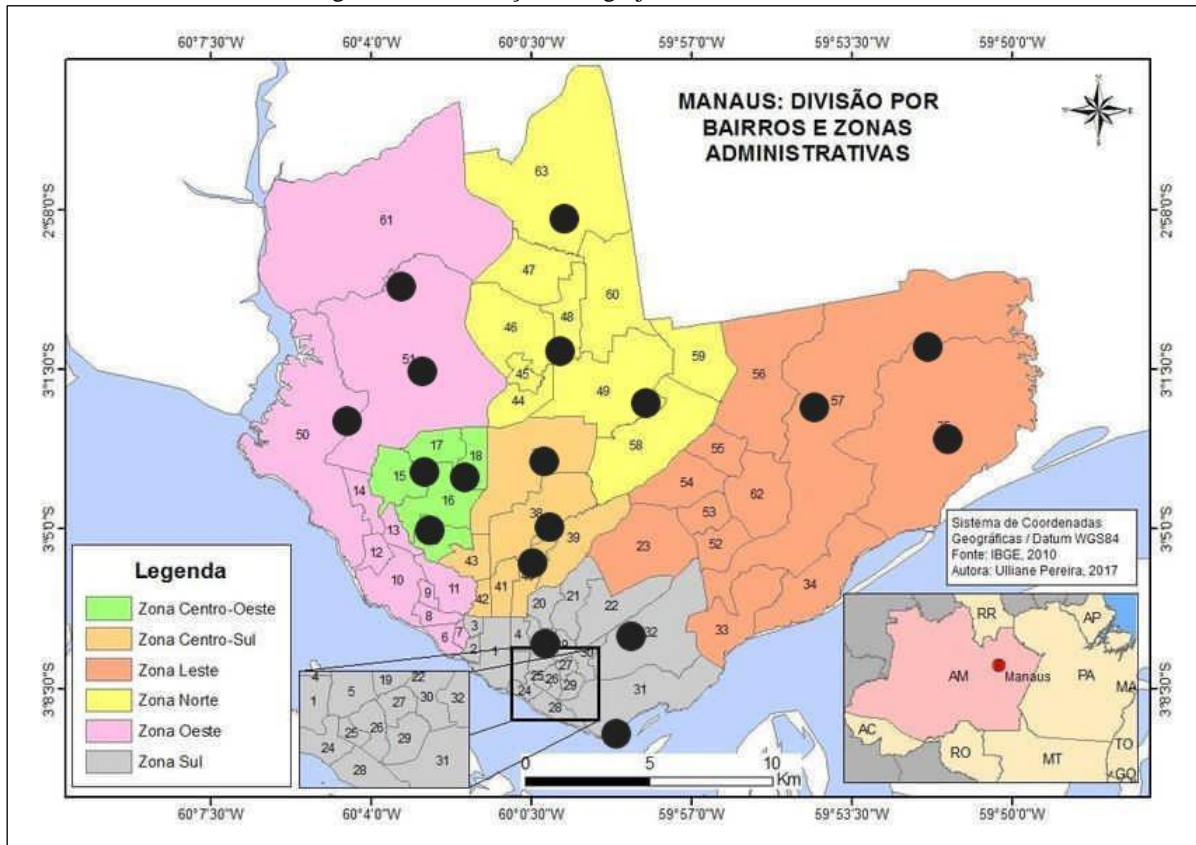 60°7'30"W 60°4'0"W 60°0'30"W 59°57'0"W 59°53'30"W 59°50'0"W
MANAUS: DIVISÃO POR
BAIRROS E ZONAS
ADMINISTRATIVAS
2°58'0"S 2°58'0"S
3°1'30"S 3°1'30"S
3°5'0"S 3°5'0"S
3°8'30"S 3°8'30"S
63
61
47
60
48
46
59
51
45
49
56
44
57
50
58
17
18
55
15
14
54
62
16
38
53
13
39
52
12
43
23
10
41
34
9
11
42
20
21
22
8
3
33
6
7
4
32
2
1
30
27
25
26
29
24
31
28
Sistema de Coordenadas
Geográficas / Datum WGS84
Fonte: IBGE, 2010
Autora: Ulliane Pereira, 2017
Legenda
Zona Centro-Oeste
Zona Centro-Sul
Zona Leste
Zona Norte
Zona Oeste
Zona Sul
4
19
22
1
5
27
30
32
25
26
24
29
28
31
0 5 10
Km
RR
AP
AM
Manaus
PA
MA
AC
TO
RO
MT
GO
60°7'30"W 60°4'0"W 60°0'30"W 59°57'0"W 59°53'30"W 59°50'0"W